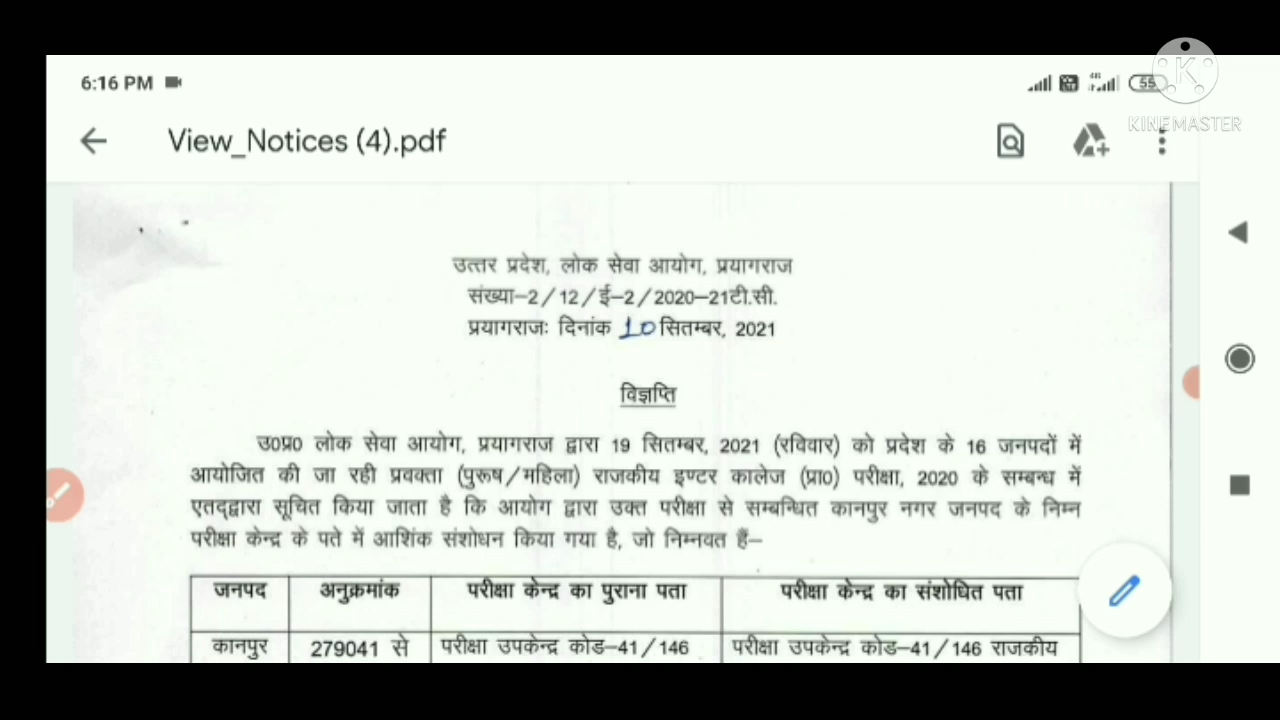 6:16 PM
55
KINEMASTER
View_Notices (4).pdf
उत्तर प्रदेश, लोक सेवा आयोग, प्रयागराज
संख्या–2/12/ई–2/2020–21टी.सी.
प्रयागराजः दिनांक 10 सितम्बर, 2021
विज्ञप्ति
उ0प्र0 लोक सेवा आयोग, प्रयागराज द्वारा 19 सितम्बर, 2021 (रविवार) को प्रदेश के 16 जनपदों में
आयोजित की जा रही प्रवक्ता (पुरूष/महिला) राजकीय इण्टर कालेज (प्रा0) परीक्षा, 2020 के सम्बन्ध में
एतद्द्वारा सूचित किया जाता है कि आयोग द्वारा उक्त परीक्षा से सम्बन्धित कानपुर नगर जनपद के निम्न
परीक्षा केन्द्र के पते में आशिंक संशोधन किया गया है, जो निम्नवत हैं–
जनपद अनुक्रमांक परीक्षा केन्द्र का पुराना पता परीक्षा केन्द्र का संशोधित पता
कानपुर 279041 से परीक्षा उपकेन्द्र कोड–41/146 परीक्षा उपकेन्द्र कोड–41/146 राजकीय